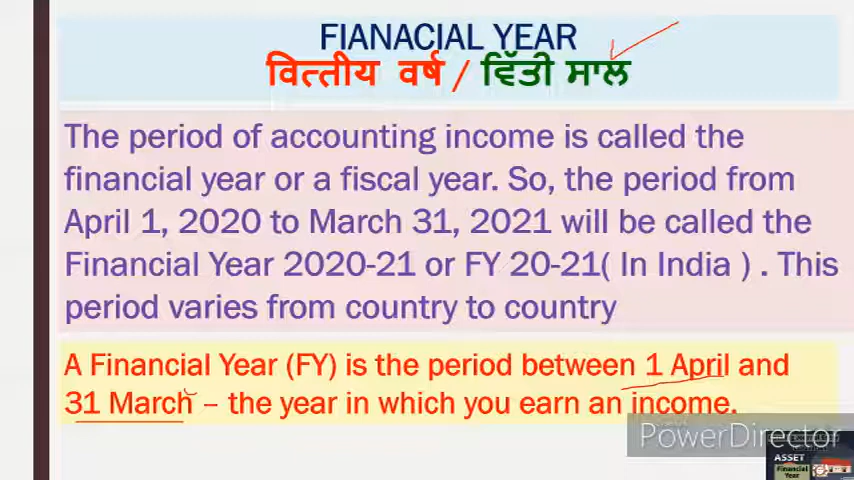 FIANACIAL YEAR
वित्तीय वर्ष / ਵਿੱਤੀ ਸਾਲ
The period of accounting income is called the
financial year or a fiscal year. So, the period from
April 1, 2020 to March 31, 2021 will be called the
Financial Year 2020-21 or FY 20-21( In India ) . This
period varies from country to country
A Financial Year (FY) is the period between 1 April and
31 March – the year in which you earn an income.
PowerDirector
ASSET
Financial
Year